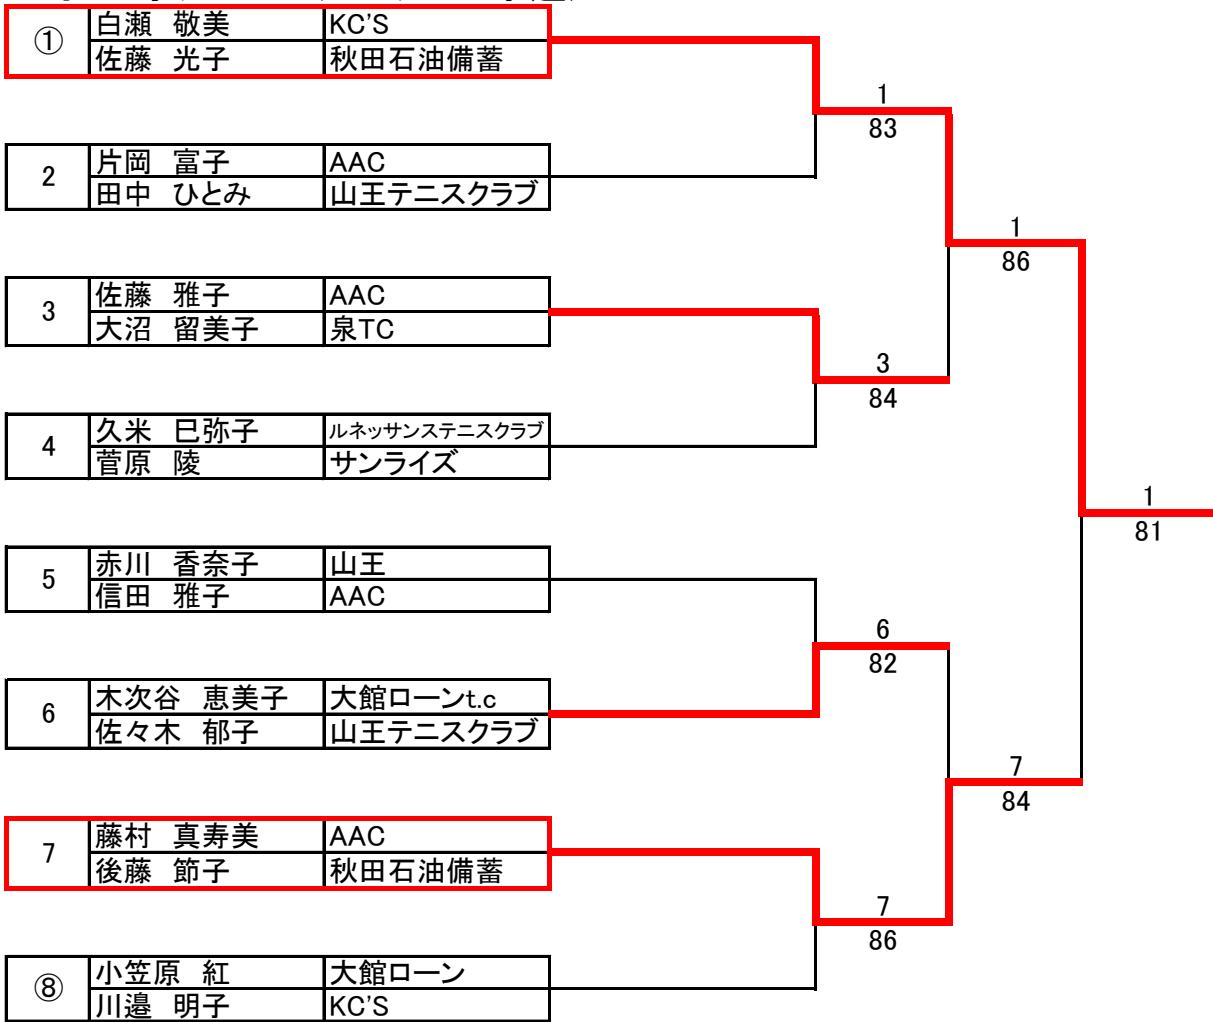 ① 白瀬 敬美 KC'S
佐藤 光子 秋田石油備蓄
1
83
2 片岡 富子 AAC
田中 ひとみ 山王テニスクラブ
1
86
3 佐藤 雅子 AAC
大沼 留美子 泉TC
3
84
4 久米 巳弥子 ルネッサンステニスクラブ
菅原 陵 サンライズ
1
81
5 赤川 香奈子 山王
信田 雅子 AAC
6
82
6 木次谷 恵美子 大館ローンt.c
佐々木 郁子 山王テニスクラブ
7
84
7 藤村 真寿美 AAC
後藤 節子 秋田石油備蓄
7
86
⑧ 小笠原 紅 大館ローン
川邉 明子 KC'S